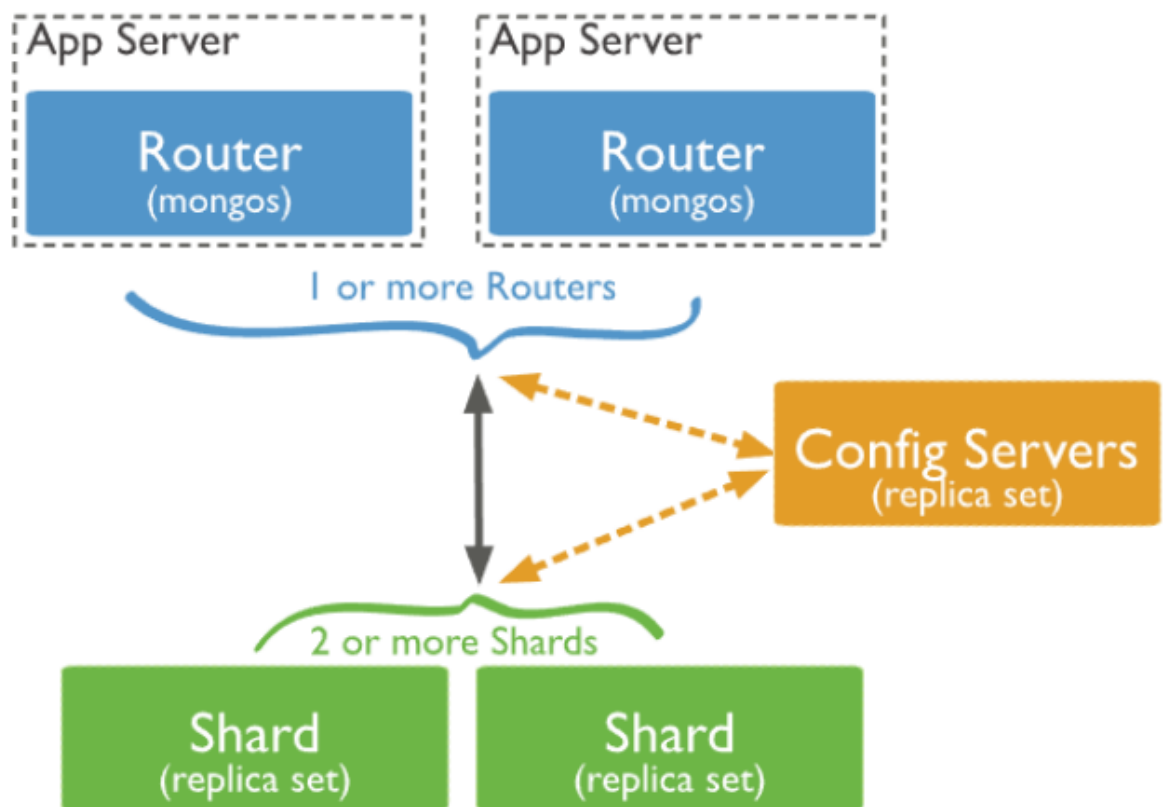 App Server
App Server
Router
(mongos)
Router
(mongos)
1 or more Routers
Config Servers
(replica set)
2 or more Shards
Shard
(replica set)
Shard
(replica set)